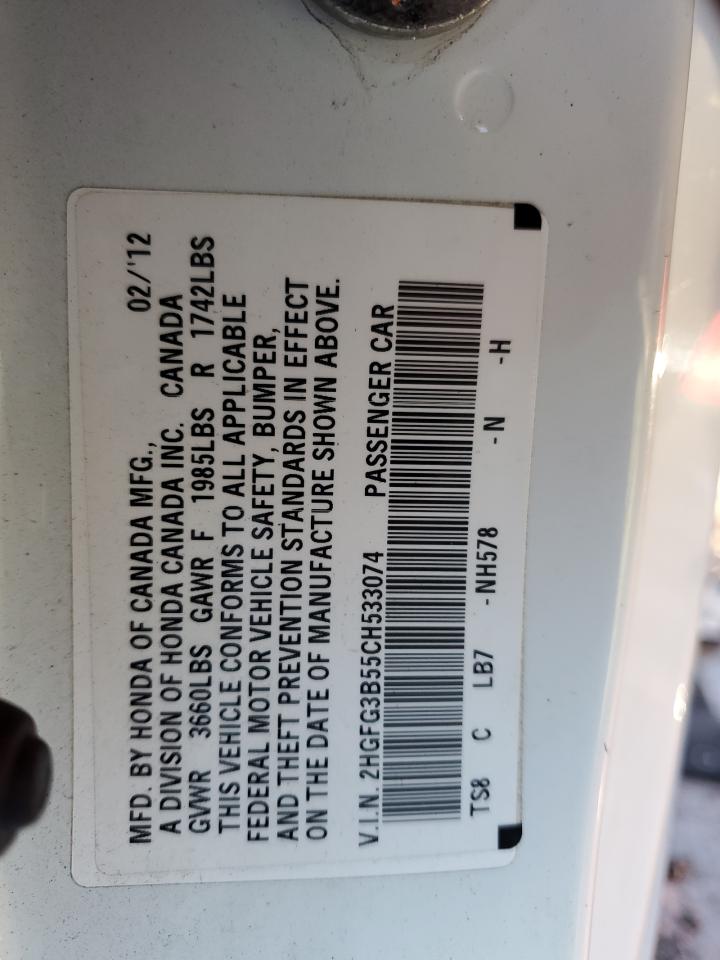 MFD. BY HONDA OF CANADA MFG., 02/'12
A DIVISION OF HONDA CANADA INC. CANADA
GVWR 3660LBS GAWR F 1985LBS R 1742LBS
THIS VEHICLE CONFORMS TO ALL APPLICABLE
FEDERAL MOTOR VEHICLE SAFETY, BUMPER,
AND THEFT PREVENTION STANDARDS IN EFFECT
ON THE DATE OF MANUFACTURE SHOWN ABOVE.
V.I.N. 2HGFG3B55CH533074 PASSENGER CAR
TS8 C LB7 -NH578 -N -H